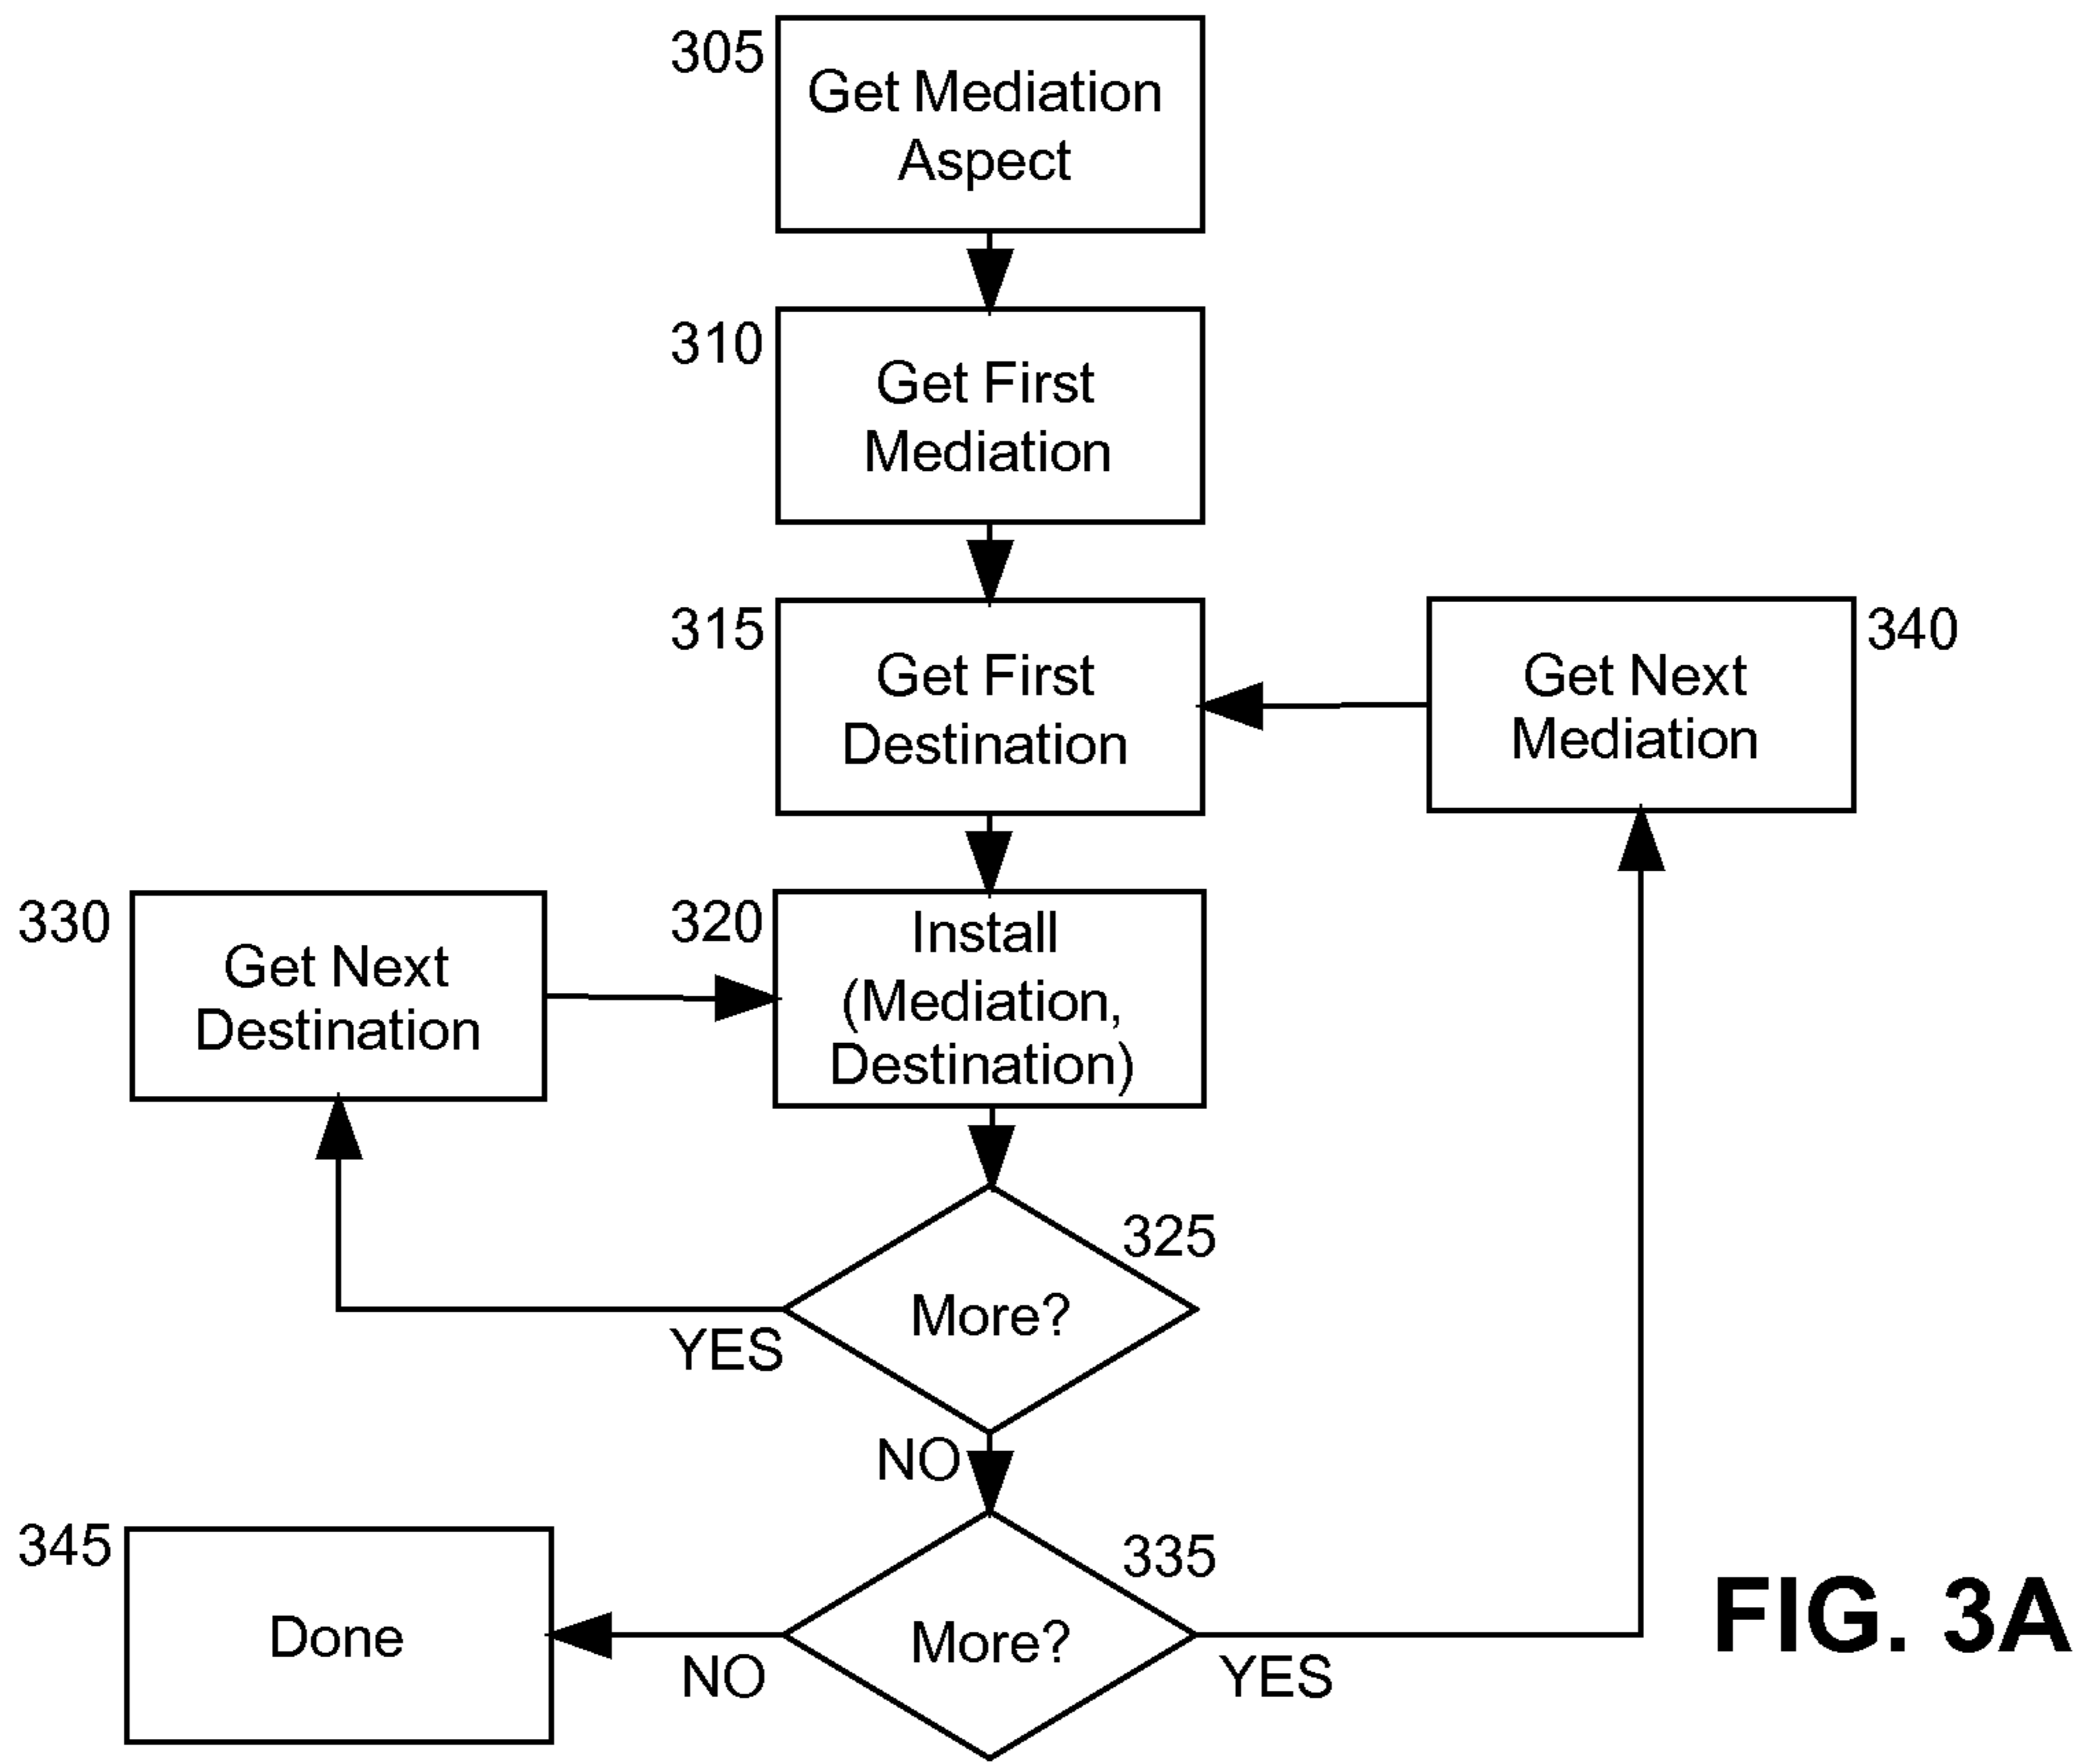 305
Get Mediation
Aspect
310
Get First
Mediation
315
Get First
Destination
340
Get Next
Mediation
330
Get Next
Destination
320
Install
(Mediation,
Destination)
325
More?
YES
NO
345
Done
335
More?
NO
YES
FIG. 3A